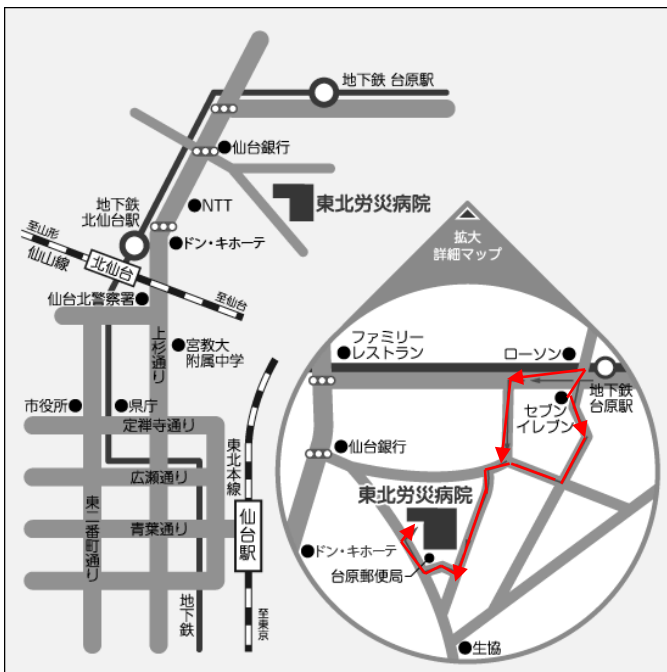 地下鉄 台原駅
仙台銀行
地下鉄
北仙台駅
NTT
東北労災病院
至山形
仙山線
北仙台
ドン・キホーテ
至仙台
仙台北警察署
上杉通り
宮教大
附属中学
市役所
県庁
定禅寺通り
東北本線
広瀬通り
青葉通り
仙台駅
東二番町通り
地下鉄
至東京
拡大
詳細マップ
ファミリー
レストラン
ローソン
地下鉄
台原駅
セブン
イレブン
仙台銀行
東北労災病院
ドン・キホーテ
台原郵便局
生協